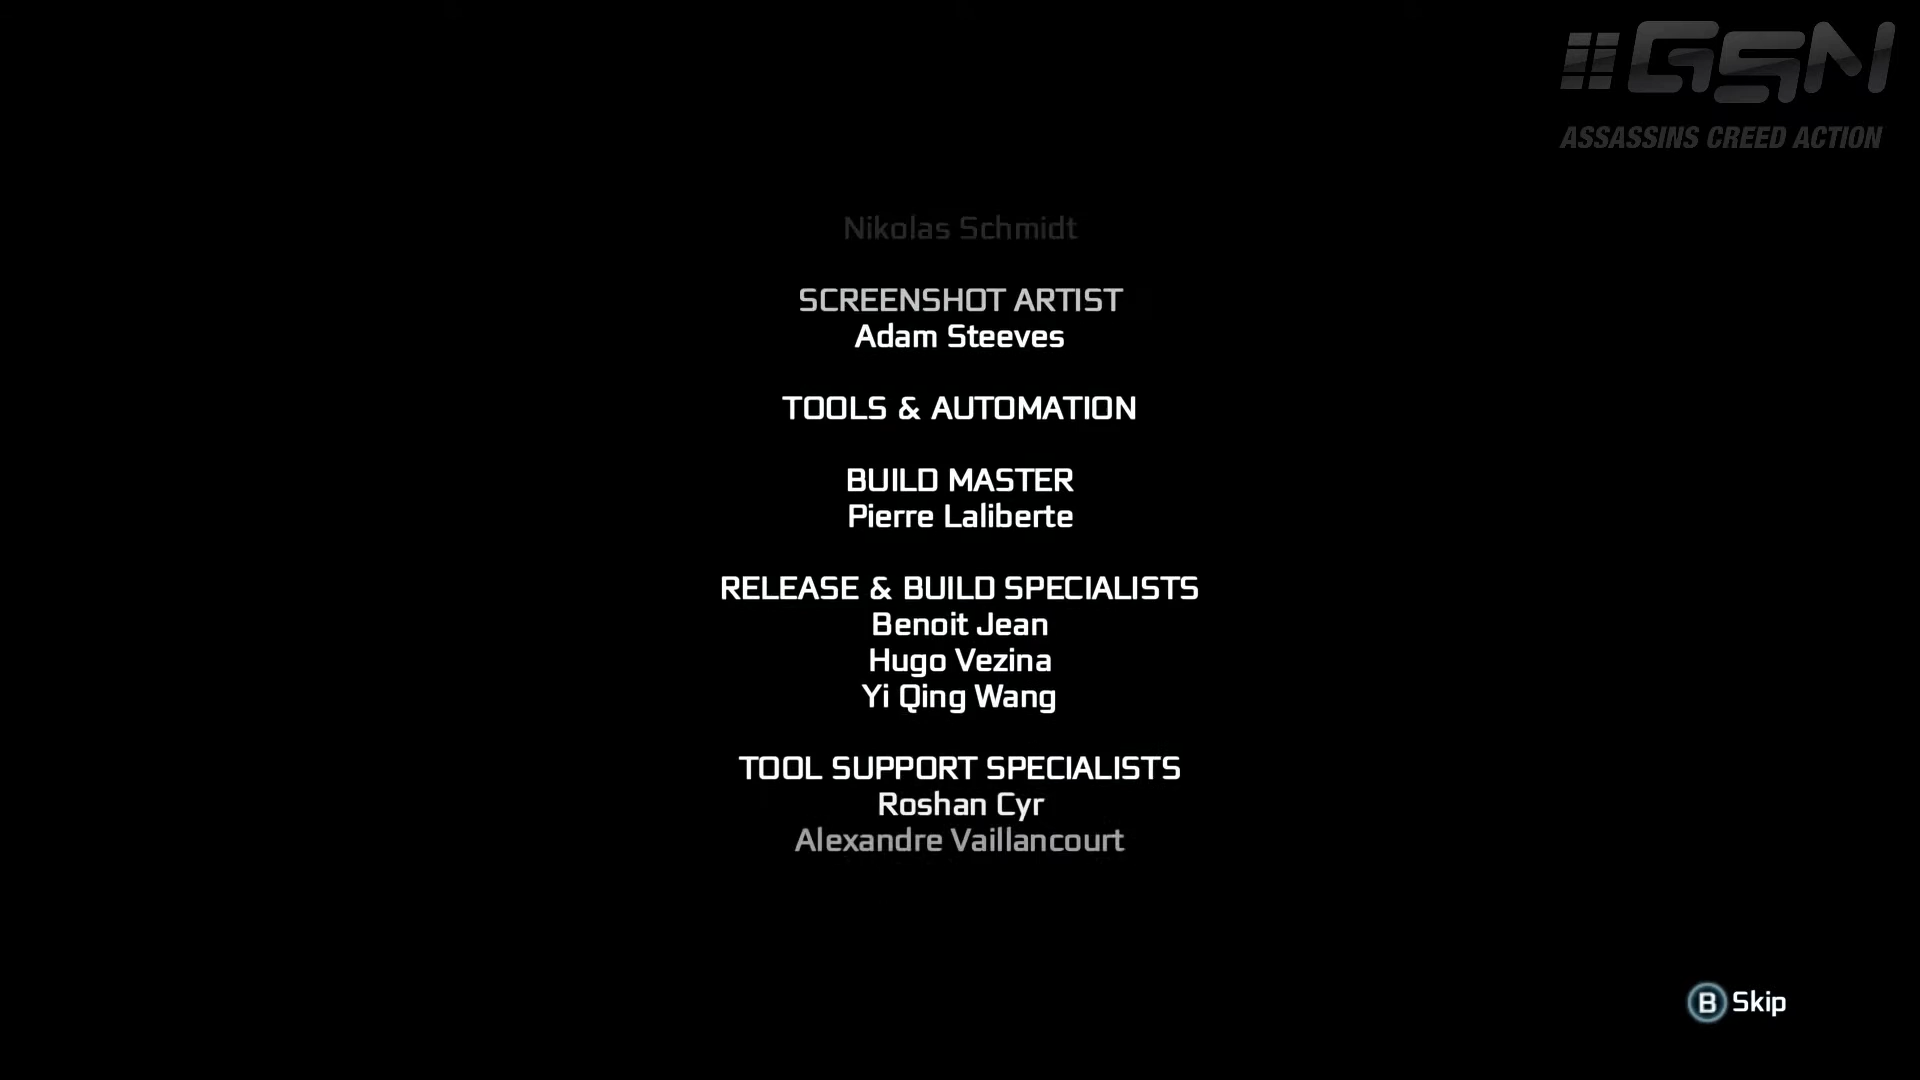 GSN
ASSASSINS CREED ACTION
Nikolas Schmidt
SCREENSHOT ARTIST
Adam Steeves
TOOLS & AUTOMATION
BUILD MASTER
Pierre Laliberte
RELEASE & BUILD SPECIALISTS
Benoit Jean
Hugo Vezina
Yi Qing Wang
TOOL SUPPORT SPECIALISTS
Roshan Cyr
Alexandre Vaillancourt
B Skip